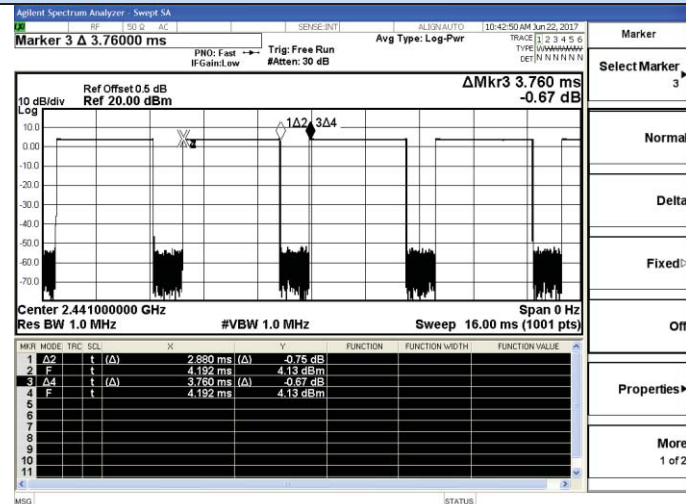 Agilent Spectrum Analyzer - Swept SA
RF 50 Ω AC SENSE:INT ALIGN AUTO 10:42:50 AM Jun 22, 2017
Marker 3 Δ 3.76000 ms
PNO: Fast
IFGain:Low
Trig: Free Run
#Atten: 30 dB
Avg Type: Log-Pwr
TRACE 1 2 3 4 5 6
TYPE WWWWWWW
DET N N N N N N
ΔMkr3 3.760 ms
-0.67 dB
Ref Offset 0.5 dB
Ref 20.00 dBm
10 dB/div
Log
10.0
0.00
-10.0
-20.0
-30.0
-40.0
-50.0
-60.0
-70.0
1Δ2 3Δ4
Center 2.441000000 GHz
Span 0 Hz
Res BW 1.0 MHz #VBW 1.0 MHz Sweep 16.00 ms (1001 pts)
MKR MODE TRC SCL X Y FUNCTION FUNCTION WIDTH FUNCTION VALUE
1 Δ2 t (Δ) 2.880 ms (Δ) -0.75 dB
2 F t 4.192 ms 4.13 dBm
3 Δ4 t (Δ) 3.760 ms (Δ) -0.67 dB
4 F t 4.192 ms 4.13 dBm
5
6
7
8
9
10
11
MSG STATUS
Marker
Select Marker
3
Normal
Delta
Fixed
Off
Properties
More
1 of 2